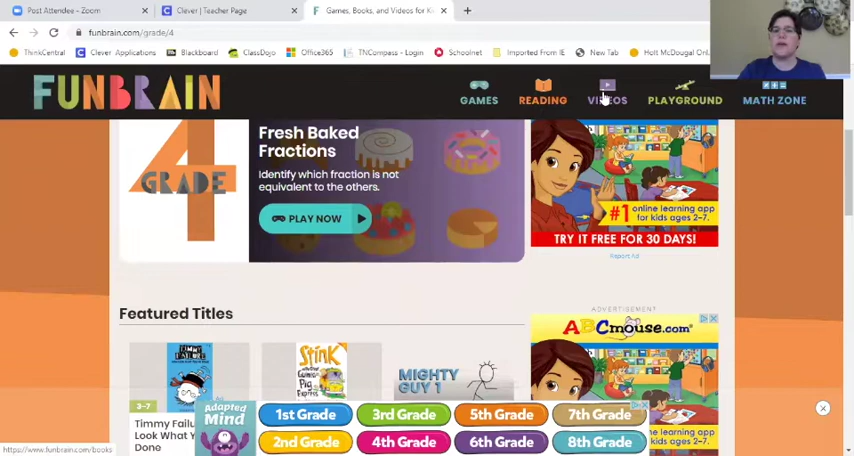 Post Attendee - Zoom
Clever | Teacher Page
Games, Books, and Videos for Ki
funbrain.com/grade/4
ThinkCentral
Clever Applications
Blackboard
ClassDojo
Office365
TNCompass - Login
Schoolnet
Imported From IE
New Tab
Holt McDougal Onl
FUNBRAIN
GAMES
READING
VIDEOS
PLAYGROUND
MATH ZONE
4
GRADE
Fresh Baked
Fractions
Identify which fraction is not
equivalent to the others.
PLAY NOW
#1 online learning app
for kids ages 2-7.
TRY IT FREE FOR 30 DAYS!
Report Ad
ADVERTISEMENT
ABCmouse.com
Featured Titles
TIMMY
FAILURE
3-7
Timmy Failu
Look What Y
Done
STINK
MIGHTY
GUY 1
Adapted
Mind
1st Grade
3rd Grade
5th Grade
7th Grade
2nd Grade
4th Grade
6th Grade
8th Grade
online learning app
for kids ages 2-7.
https://www.funbrain.com/books